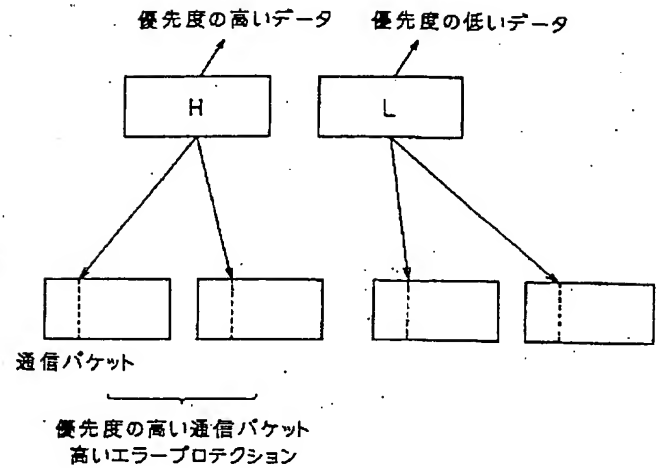 優先度の高いデータ
優先度の低いデータ
H
L
通信パケット
優先度の高い通信パケット
高いエラープロテクション